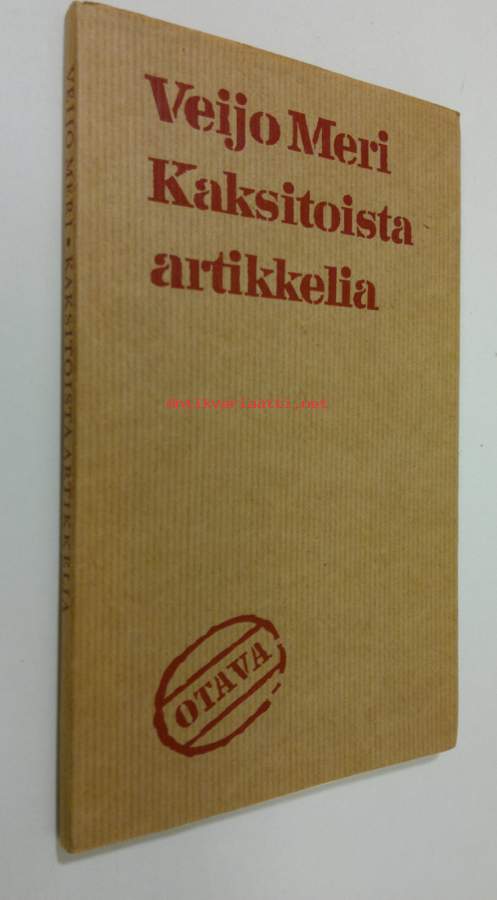 Veijo Meri
Kaksitoista
artikkelia
antikvariaatti.net
OTAVA
VEIJO MERI • KAKSITOISTA ARTIKKELIA